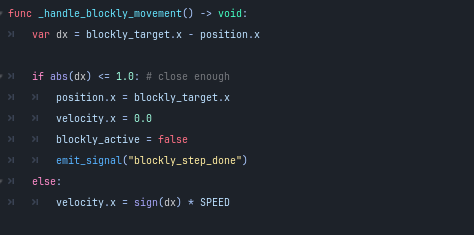 func _handle_blockly_movement() -> void:
var dx = blockly_target.x - position.x
if abs(dx) <= 1.0: # close enough
position.x = blockly_target.x
velocity.x = 0.0
blockly_active = false
emit_signal("blockly_step_done")
else:
velocity.x = sign(dx) * SPEED